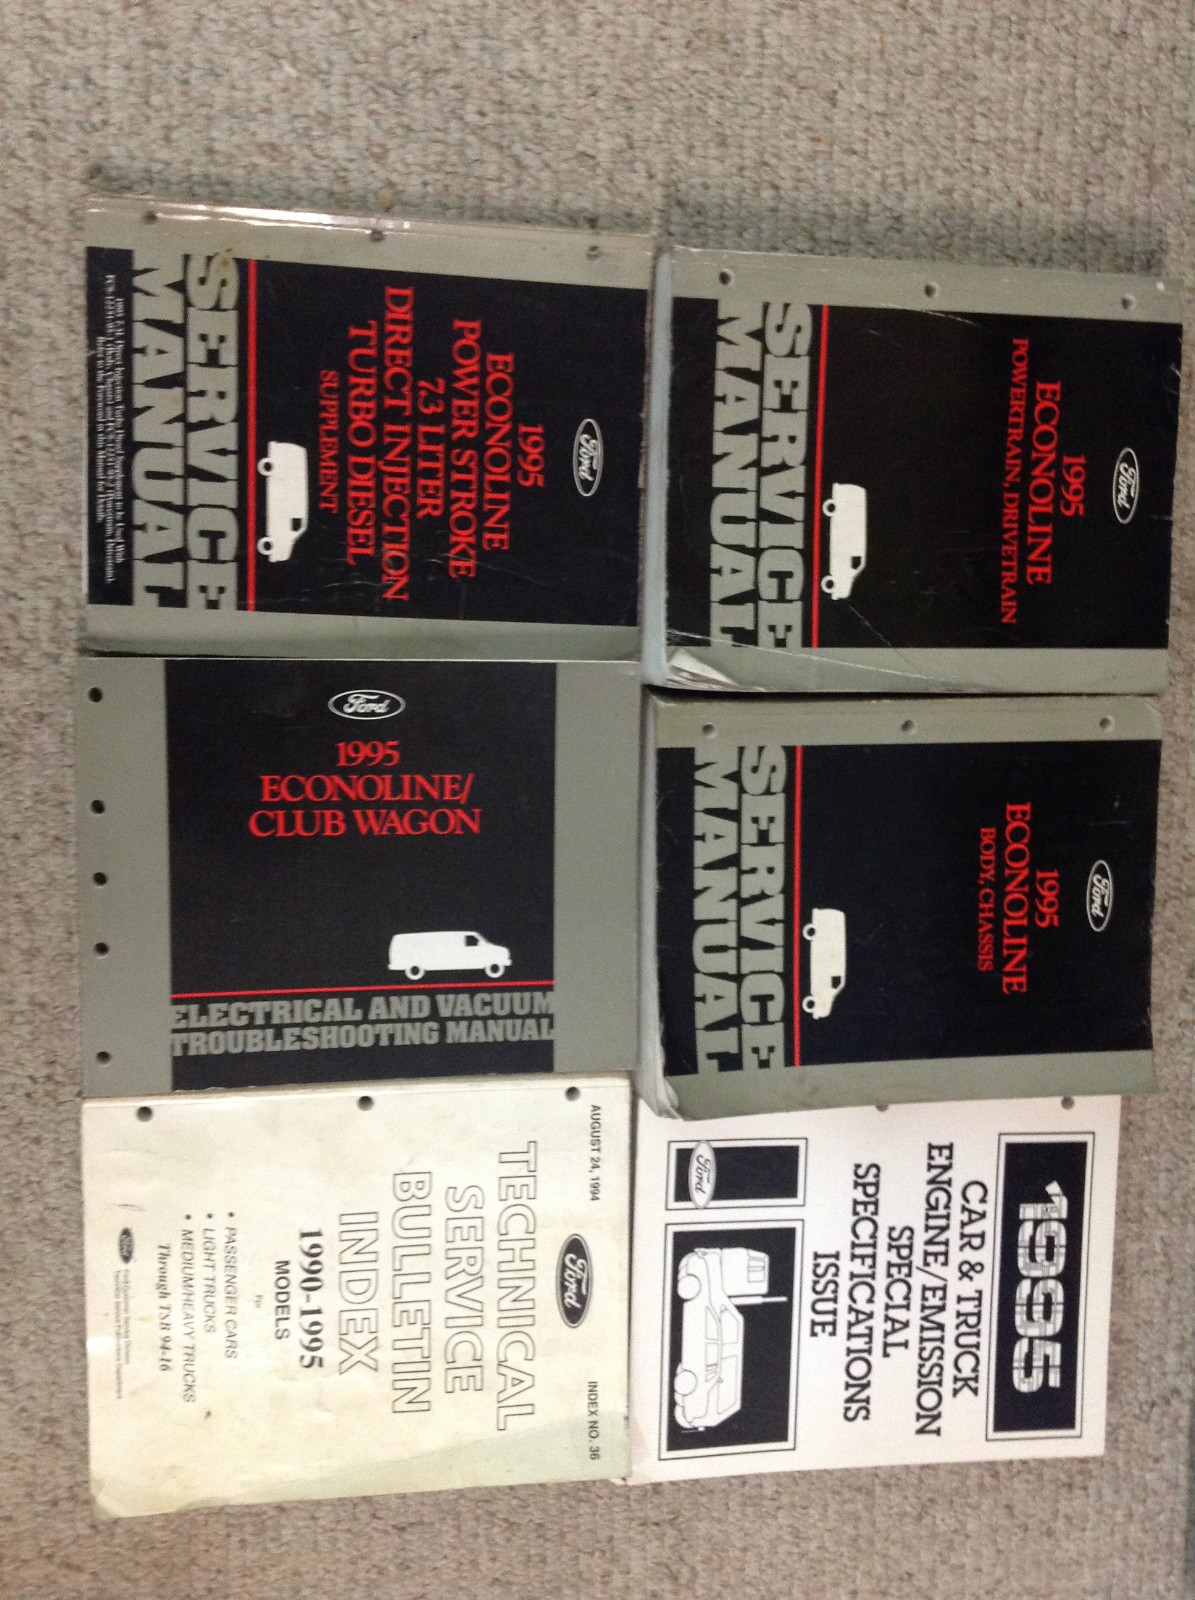 Ford
1995
ECONOLINE
POWER STROKE
7.3 LITER
DIRECT INJECTION
TURBO DIESEL
SUPPLEMENT
SERVICE
MANUAL
Ford
1995
ECONOLINE
POWERTRAIN, DRIVETRAIN
SERVICE
MANUAL
Ford
1995
ECONOLINE/
CLUB WAGON
ELECTRICAL AND VACUUM
TROUBLESHOOTING MANUAL
Ford
1995
ECONOLINE
BODY, CHASSIS
SERVICE
MANUAL
AUGUST 24, 1994 INDEX NO. 36
Ford
TECHNICAL
SERVICE
BULLETIN
INDEX
1990-1995
MODELS
For
• PASSENGER CARS
• LIGHT TRUCKS
• MEDIUM/HEAVY TRUCKS
Through TSB 94-16
Ford
1995
CAR & TRUCK
ENGINE/EMISSION
SPECIAL
SPECIFICATIONS
ISSUE
Ford